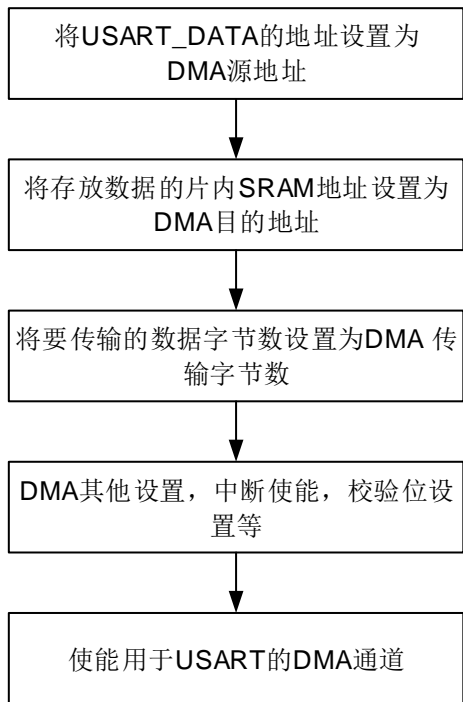 将USART_DATA的地址设置为
DMA源地址
将存放数据的片内SRAM地址设置为
DMA目的地址
将要传输的数据字节数设置为DMA 传
输字节数
DMA其他设置，中断使能，校验位设
置等
使能用于USART的DMA通道